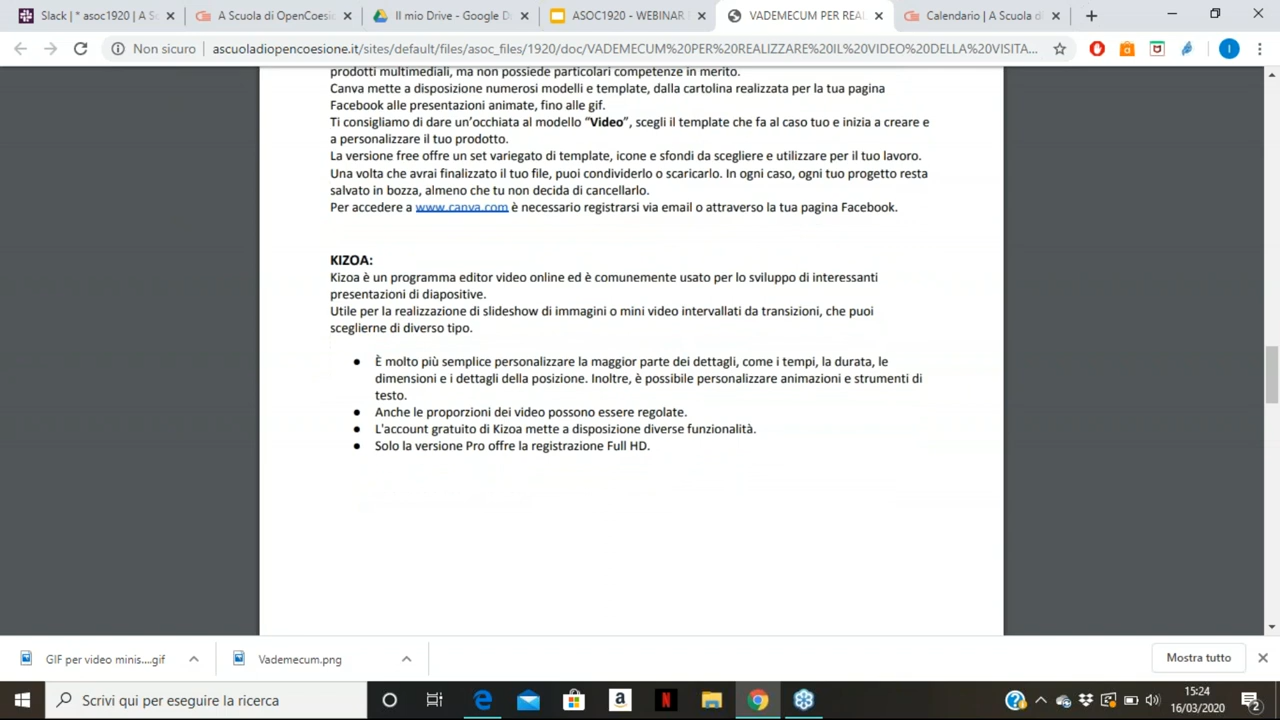 Slack | * asoc1920 | A S
A Scuola di OpenCoesio
Il mio Drive - Google D
ASOC1920 - WEBINAR
VADEMECUM PER REA
Calendario | A Scuola d
Non sicuro
ascuoladiopencoesione.it/sites/default/files/asoc_files/1920/doc/VADEMECUM%20PER%20REALIZZARE%20IL%20VIDEO%20DELLA%20VISITA...
prodotti multimediali, ma non possiede particolari competenze in merito.
Canva mette a disposizione numerosi modelli e template, dalla cartolina realizzata per la tua pagina
Facebook alle presentazioni animate, fino alle gif.
Ti consigliamo di dare un'occhiata al modello “Video”, scegli il template che fa al caso tuo e inizia a creare e
a personalizzare il tuo prodotto.
La versione free offre un set variegato di template, icone e sfondi da scegliere e utilizzare per il tuo lavoro.
Una volta che avrai finalizzato il tuo file, puoi condividerlo o scaricarlo. In ogni caso, ogni tuo progetto resta
salvato in bozza, almeno che tu non decida di cancellarlo.
Per accedere a www.canva.com è necessario registrarsi via email o attraverso la tua pagina Facebook.
KIZOA:
Kizoa è un programma editor video online ed è comunemente usato per lo sviluppo di interessanti
presentazioni di diapositive.
Utile per la realizzazione di slideshow di immagini o mini video intervallati da transizioni, che puoi
sceglierne di diverso tipo.
● È molto più semplice personalizzare la maggior parte dei dettagli, come i tempi, la durata, le
dimensioni e i dettagli della posizione. Inoltre, è possibile personalizzare animazioni e strumenti di
testo.
● Anche le proporzioni dei video possono essere regolate.
● L'account gratuito di Kizoa mette a disposizione diverse funzionalità.
● Solo la versione Pro offre la registrazione Full HD.
GIF per video minis....gif
Vademecum.png
Mostra tutto
Scrivi qui per eseguire la ricerca
15:24
16/03/2020
2